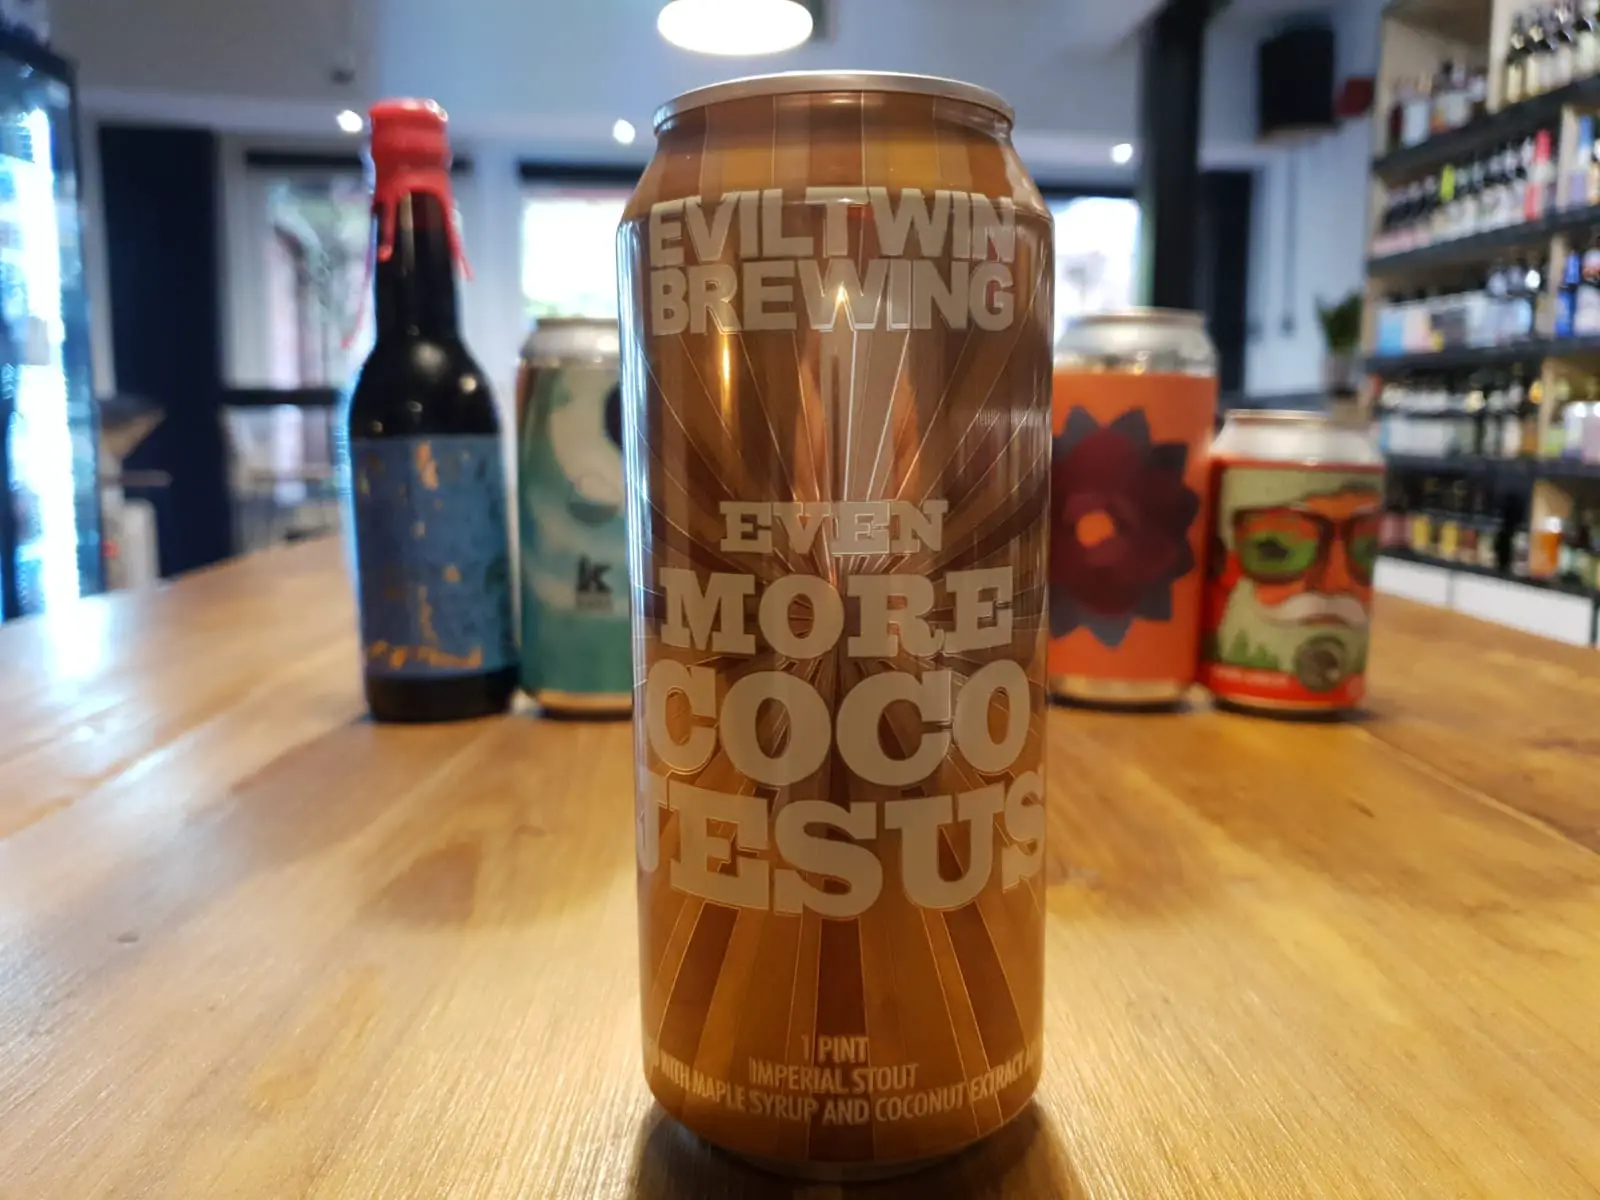 EVIL TWIN
BREWING
EVEN
MORE
COCO
JESUS
1 PINT
IMPERIAL STOUT
WITH MAPLE SYRUP AND COCONUT EXTRACT
K